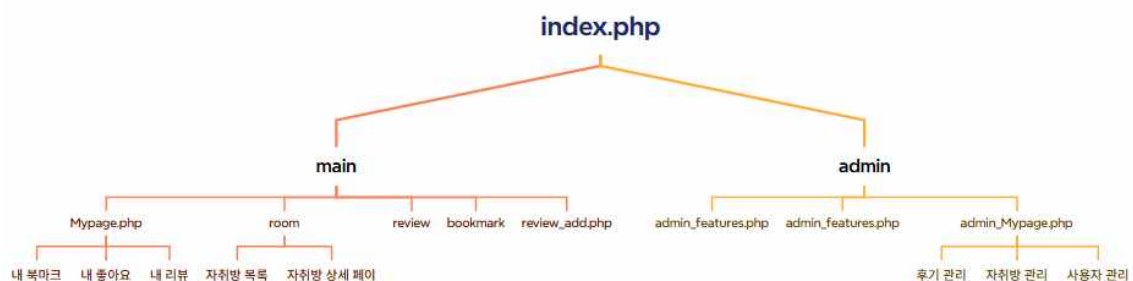 index.php
main
admin
Mypage.php
room
review
bookmark
review_add.php
admin_features.php
admin_features.php
admin_Mypage.php
내 북마크
내 좋아요
내 리뷰
자취방 목록
자취방 상세 페이
후기 관리
자취방 관리
사용자 관리